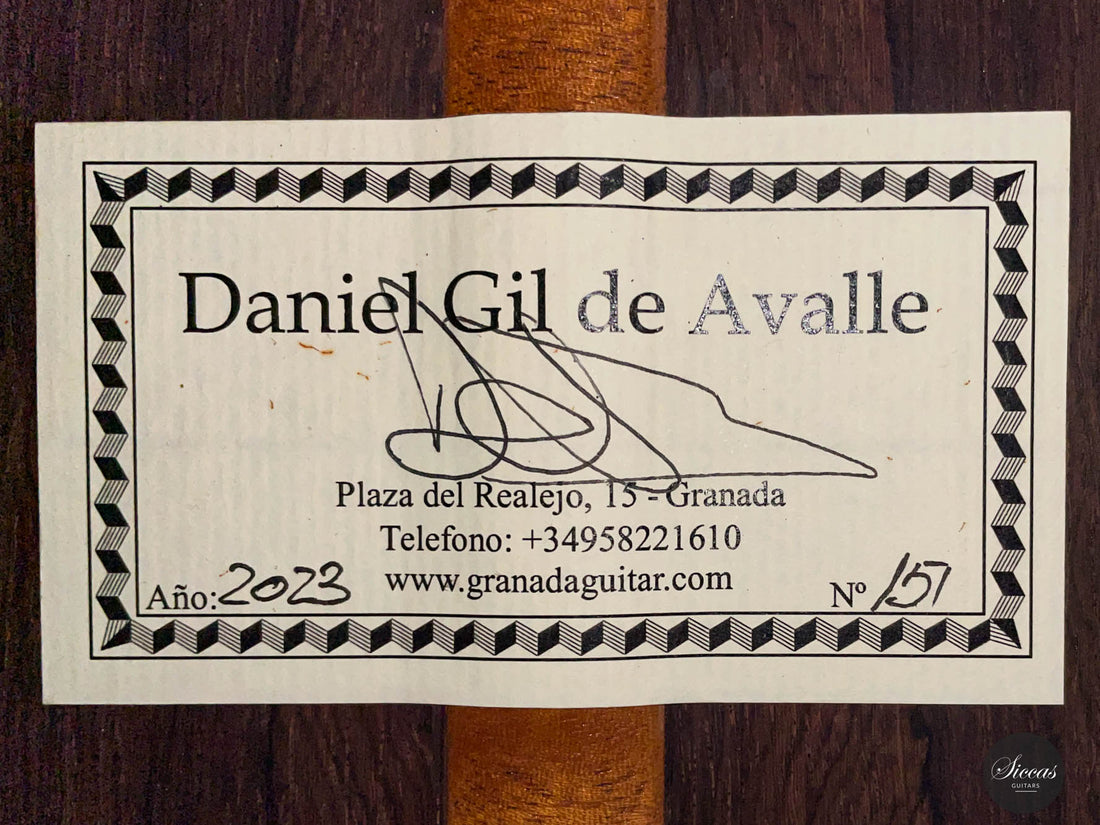 Daniel Gil de Avalle
Plaza del Realejo, 15 - Granada
Telefono: +34958221610
www.granadaguitar.com
Año: 2023
Nº 151
Siccas
GUITARS